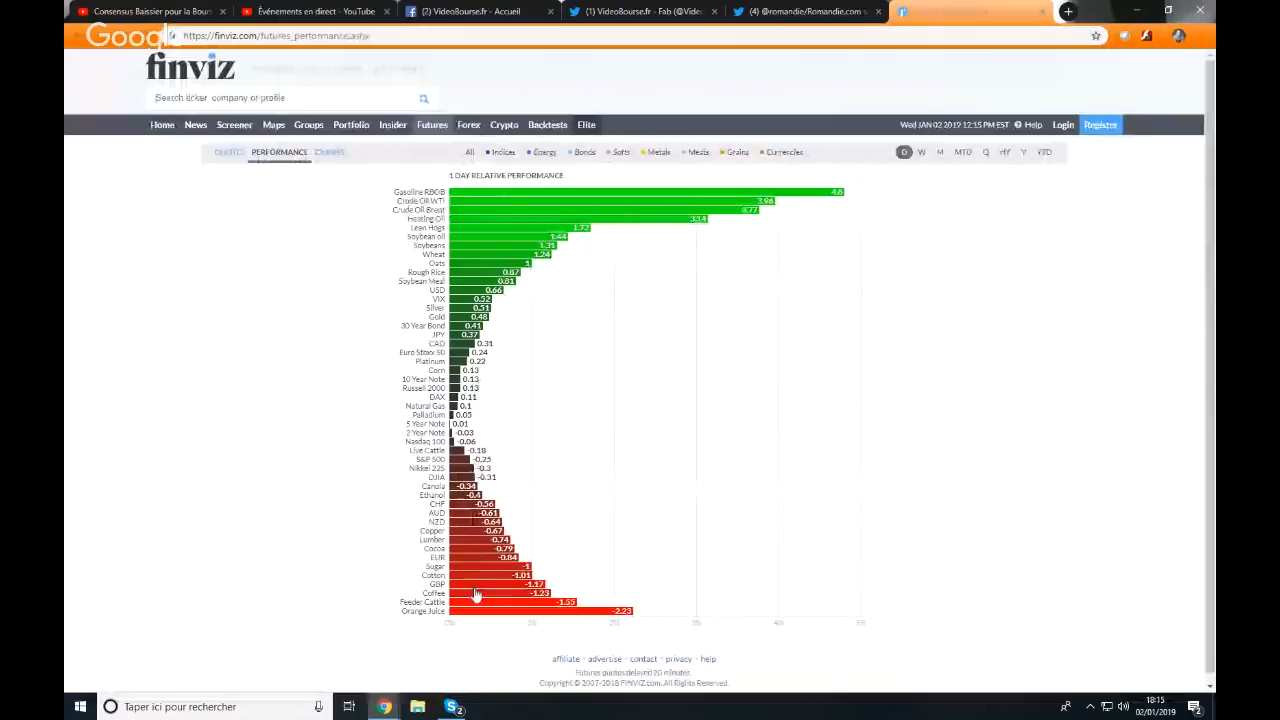 Consensus Baissier pour la Bour
Événements en direct - YouTube
(2) VideoBourse.fr - Accueil
(1) VideoBourse.fr - Fab (@Vide
(4) @romandie/Romandie.com s
Google
https://finviz.com/futures_performance.ashx
finviz
Search ticker, company or profile
Home News Screener Maps Groups Portfolio Insider Futures Forex Crypto Backtests Elite
Wed JAN 02 2019 12:15 PM EST Help Login Register
QUOTES PERFORMANCE CHARTS
All Indices Energy Bonds Softs Metals Meats Grains Currencies
D W M MTD Q HY Y YTD
1 DAY RELATIVE PERFORMANCE
Gasoline RBOB 4.8
Crude Oil WTI 3.96
Crude Oil Brent 3.77
Heating Oil 3.14
Lean Hogs 1.72
Soybean oil 1.44
Soybeans 1.31
Wheat 1.24
Oats 1
Rough Rice 0.87
Soybean Meal 0.81
USD 0.66
VIX 0.52
Silver 0.51
Gold 0.48
30 Year Bond 0.41
JPY 0.37
CAD 0.31
Euro Stoxx 50 0.24
Platinum 0.22
Corn 0.13
10 Year Note 0.13
Russell 2000 0.13
DAX 0.11
Natural Gas 0.1
Palladium 0.05
5 Year Note 0.01
2 Year Note -0.03
Nasdaq 100 -0.06
Live Cattle -0.18
S&P 500 -0.25
Nikkei 225 -0.3
DJIA -0.31
Canola -0.34
Ethanol -0.4
CHF -0.56
AUD -0.61
NZD -0.64
Copper -0.67
Lumber -0.74
Cocoa -0.79
EUR -0.84
Sugar -1
Cotton -1.01
GBP -1.17
Coffee -1.23
Feeder Cattle -1.55
Orange Juice -2.23
0% 1% 2% 3% 4% 5%
affiliate · advertise · contact · privacy · help
Futures quotes delayed 20 minutes.
Copyright © 2007-2018 FINVIZ.com. All Rights Reserved.
Taper ici pour rechercher
18:15
02/01/2019